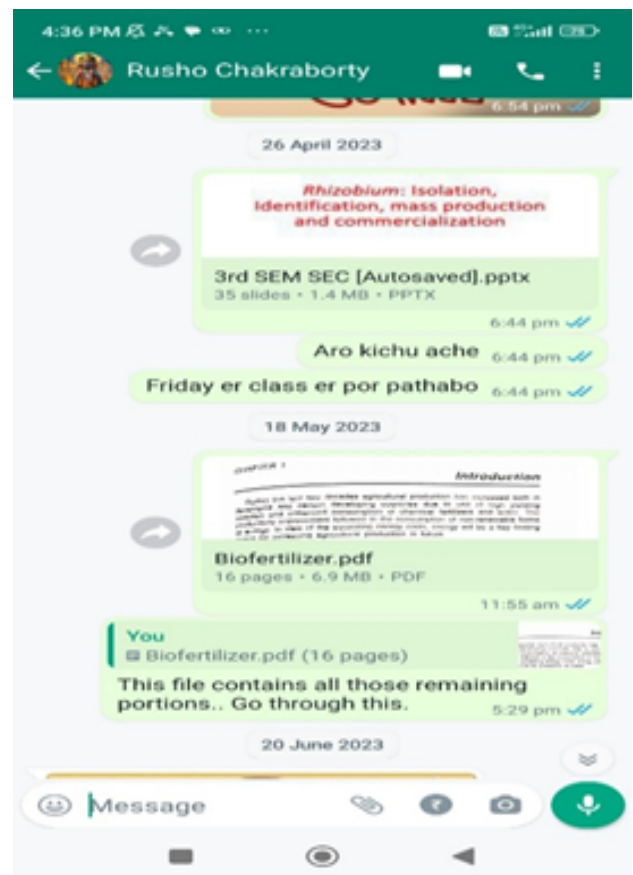 4:36 PM
Rusho Chakraborty
6:54 pm
26 April 2023
Rhizobium: Isolation,
Identification, mass production
and commercialization
3rd SEM SEC [Autosaved].pptx
35 slides • 1.4 MB • PPTX
6:44 pm
Aro kichu ache 6:44 pm
Friday er class er por pathabo 6:44 pm
18 May 2023
CHAPTER 1
Introduction
Biofertilizer.pdf
16 pages • 6.9 MB • PDF
11:55 am
You
Biofertilizer.pdf (16 pages)
This file contains all those remaining
portions.. Go through this. 5:29 pm
20 June 2023
Message